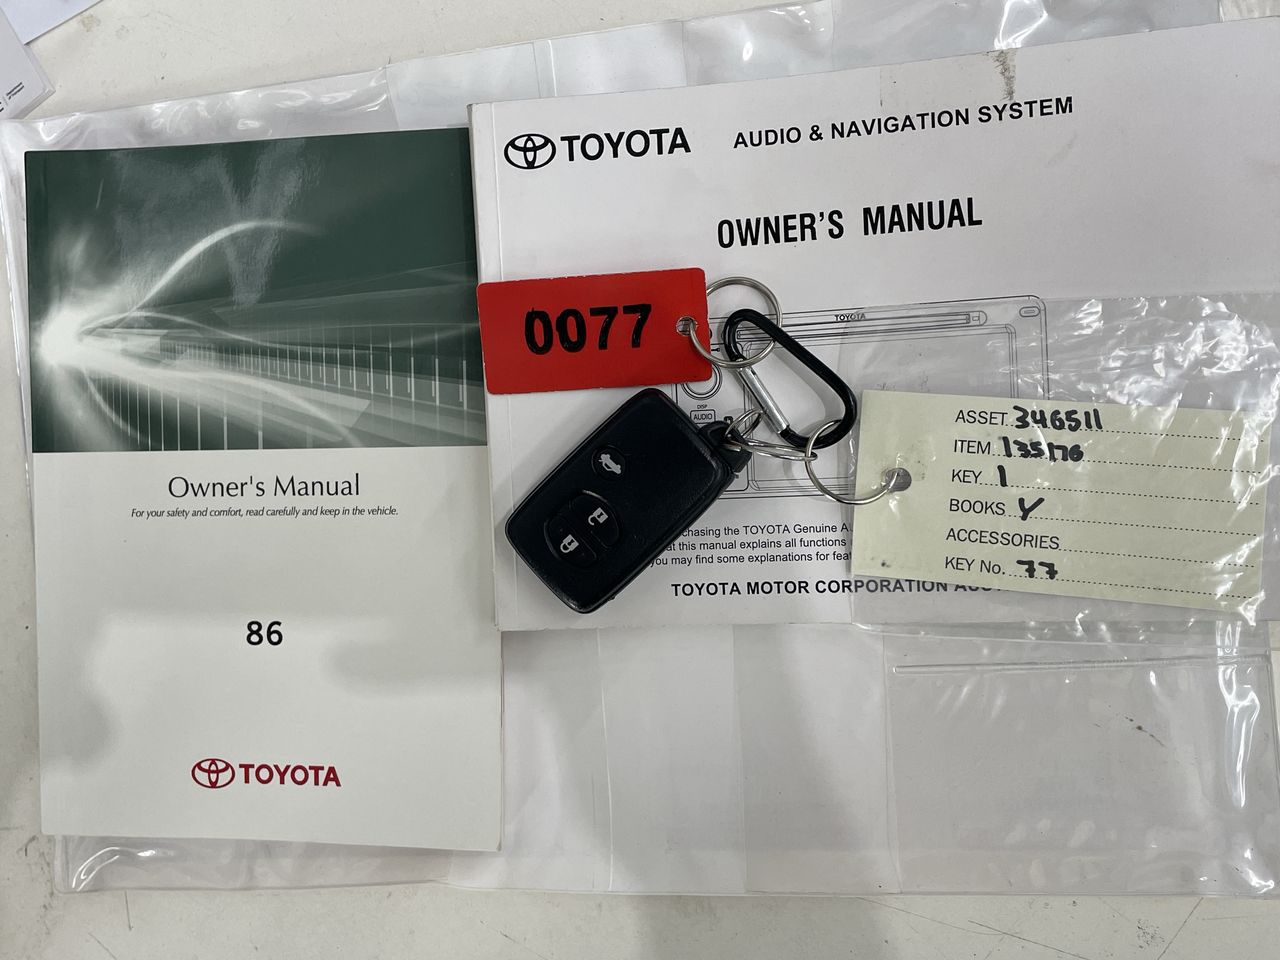 Owner's Manual
For your safety and comfort, read carefully and keep in the vehicle.
86
TOYOTA
TOYOTA AUDIO & NAVIGATION SYSTEM
OWNER'S MANUAL
0077
TOYOTA
DISP
AUDIO
chasing the TOYOTA Genuine
at this manual explains all functions
you may find some explanations for
TOYOTA MOTOR CORPORATION
ASSET 346511
ITEM 135176
KEY 1
BOOKS Y
ACCESSORIES
KEY No. 77